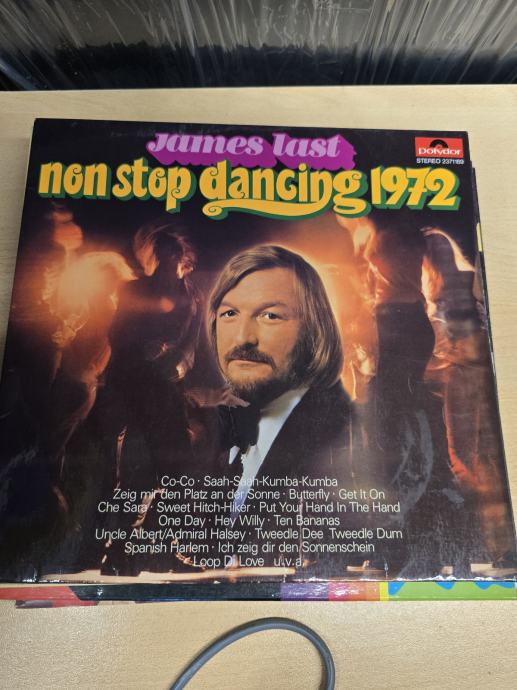 james last
non stop dancing 1972
Polydor
STEREO 2371189
Co-Co · Saah-Saah-Kumba-Kumba
Zeig mir den Platz an der Sonne · Butterfly · Get It On
Che Sara · Sweet Hitch-Hiker · Put Your Hand In The Hand
One Day · Hey Willy · Ten Bananas
Uncle Albert/Admiral Halsey · Tweedle Dee Tweedle Dum
Spanish Harlem · Ich zeig dir den Sonnenschein
Loop Di Love u.v.a.